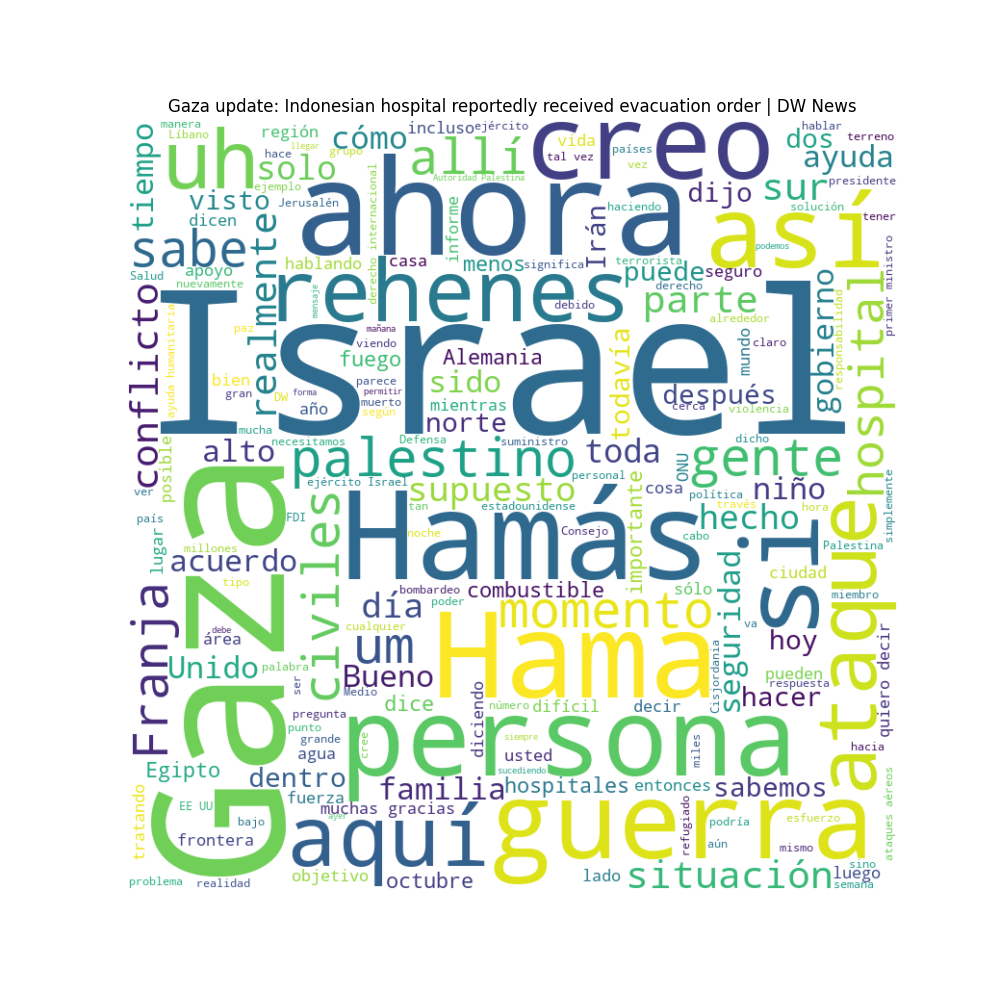 Gaza update: Indonesian hospital reportedly received evacuation order | DW News
manera
Líbano
uh
región
hace
llegar
grupo
cómo
incluso
ejército
allí
creo
vida
tal vez
países
vez
dos
hablar
terreno
ayuda
presidente
tiempo
solo
ejemplo
visto
dicen
Jerusalén
ahora
Autoridad Palestina
derecho internacional
informe
dijo
sur
solución
así
tener
sabe
realmente
Salud
apoyo
nuevamente
hablando
casa
menos
significa
Irán
haciendo
terrorista
puede
derecho
seguro
podemos
primer ministro
conflicto
rehenes
mensaje
debido
parte
alrededor
gobierno
responsabilidad
hospital
Israel
ayuda humanitaria
paz
mañana
viendo
fuego
Alemania
parece
permitir
forma
muerto
según
sido
mientras
norte
todavía
mundo
claro
después
cerca
violencia
bien
gran
DW
año
mucha
alto
necesitamos
Defensa
suministro
dicho
posible
ver
palestino
toda
ONU
gente
ejército Israel
supuesto
tan
estadounidense
personal
cosa
política
niño
través
hora
simplemente
país
FDI
civiles
noche
Hamás
Consejo
importante
hecho
cabo
sí
Palestina
lugar
millones
acuerdo
tipo
Gaza
bombardeo
combustible
sólo
seguridad
ciudad
miembro
ataque
Franja
debe
área
día
poder
momento
va
hoy
cualquier
um
Hama
Unido
palabra
ser
Bueno
Medio
Cisjordania
pueden
respuesta
hacer
quiero decir
pregunta
punto
dice
número
difícil
decir
diciendo
grande
agua
persona
cree
siempre
usted
miles
hacia
Egipto
dentro
sucediendo
familia
hospitales
entonces
sabemos
tratando
EE UU
fuerza
muchas gracias
ayer
bajo
frontera
aquí
guerra
refugiado
podría
esfuerzo
aún
mismo
ataques aéreos
problema
realidad
objetivo
octubre
lado
situación
sino
luego
semana